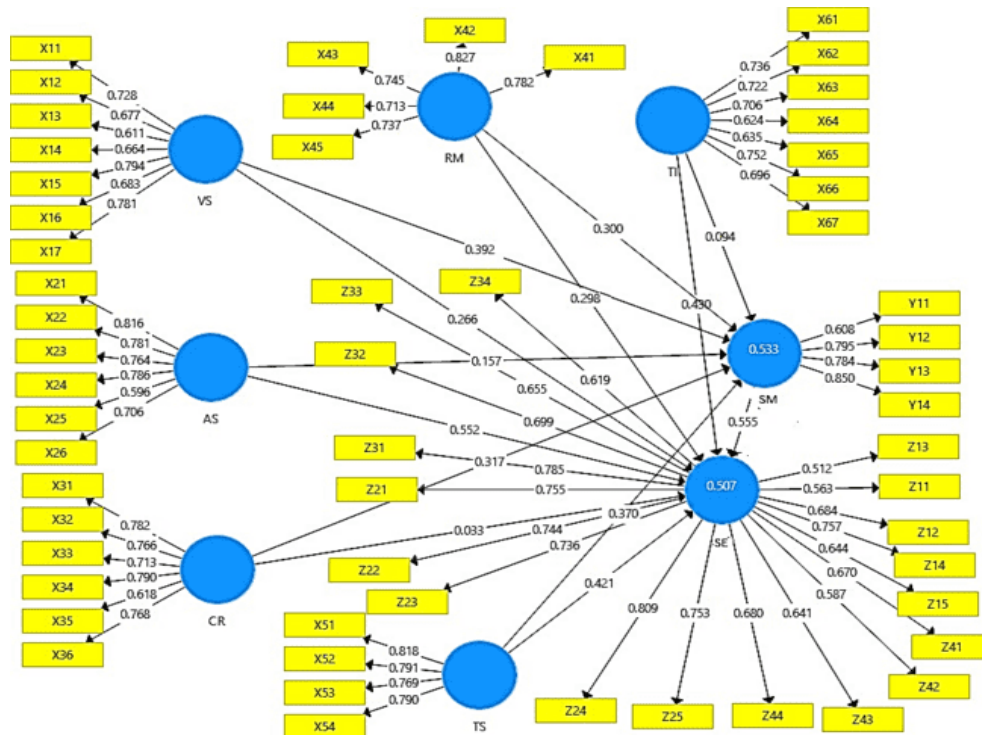 X11
X12
X13
X14
X15
X16
X17
0.728
0.677
0.611
0.664
0.794
0.683
0.781
VS
X43
X42
X41
X44
X45
0.745
0.827
0.782
0.713
0.737
RM
X61
X62
X63
X64
X65
X66
X67
0.736
0.722
0.706
0.624
0.635
0.752
0.696
TI
0.392
0.300
0.094
0.298
0.430
0.266
X21
X22
X23
X24
X25
X26
0.816
0.781
0.764
0.786
0.596
0.706
AS
Z33
Z34
Z32
0.157
0.655
0.619
0.699
0.552
0.533
SM
0.608
0.795
0.784
0.850
Y11
Y12
Y13
Y14
0.555
X31
X32
X33
X34
X35
X36
0.782
0.766
0.713
0.790
0.618
0.768
CR
Z31
Z21
Z22
Z23
0.317
0.785
0.755
0.370
0.033
0.744
0.736
0.421
0.507
SE
0.512
0.563
0.684
0.757
0.644
0.670
0.587
Z13
Z11
Z12
Z14
Z15
Z41
Z42
0.809
0.753
0.680
0.641
Z24
Z25
Z44
Z43
X51
X52
X53
X54
0.818
0.791
0.769
0.790
TS